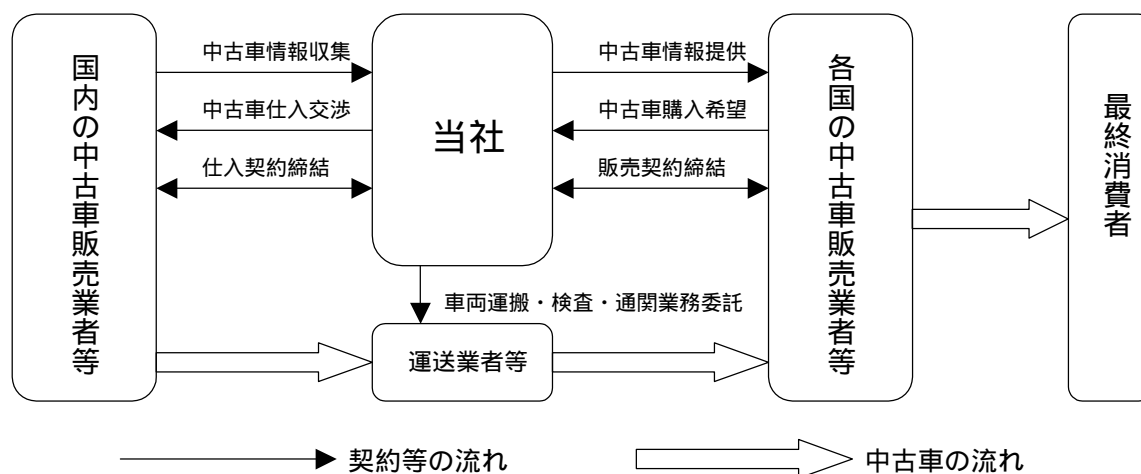 国内の中古車販売業者等
中古車情報収集
中古車仕入交渉
仕入契約締結
当社
中古車情報提供
中古車購入希望
販売契約締結
各国の中古車販売業者等
最終消費者
車両運搬・検査・通関業務委託
運送業者等
契約等の流れ
中古車の流れ